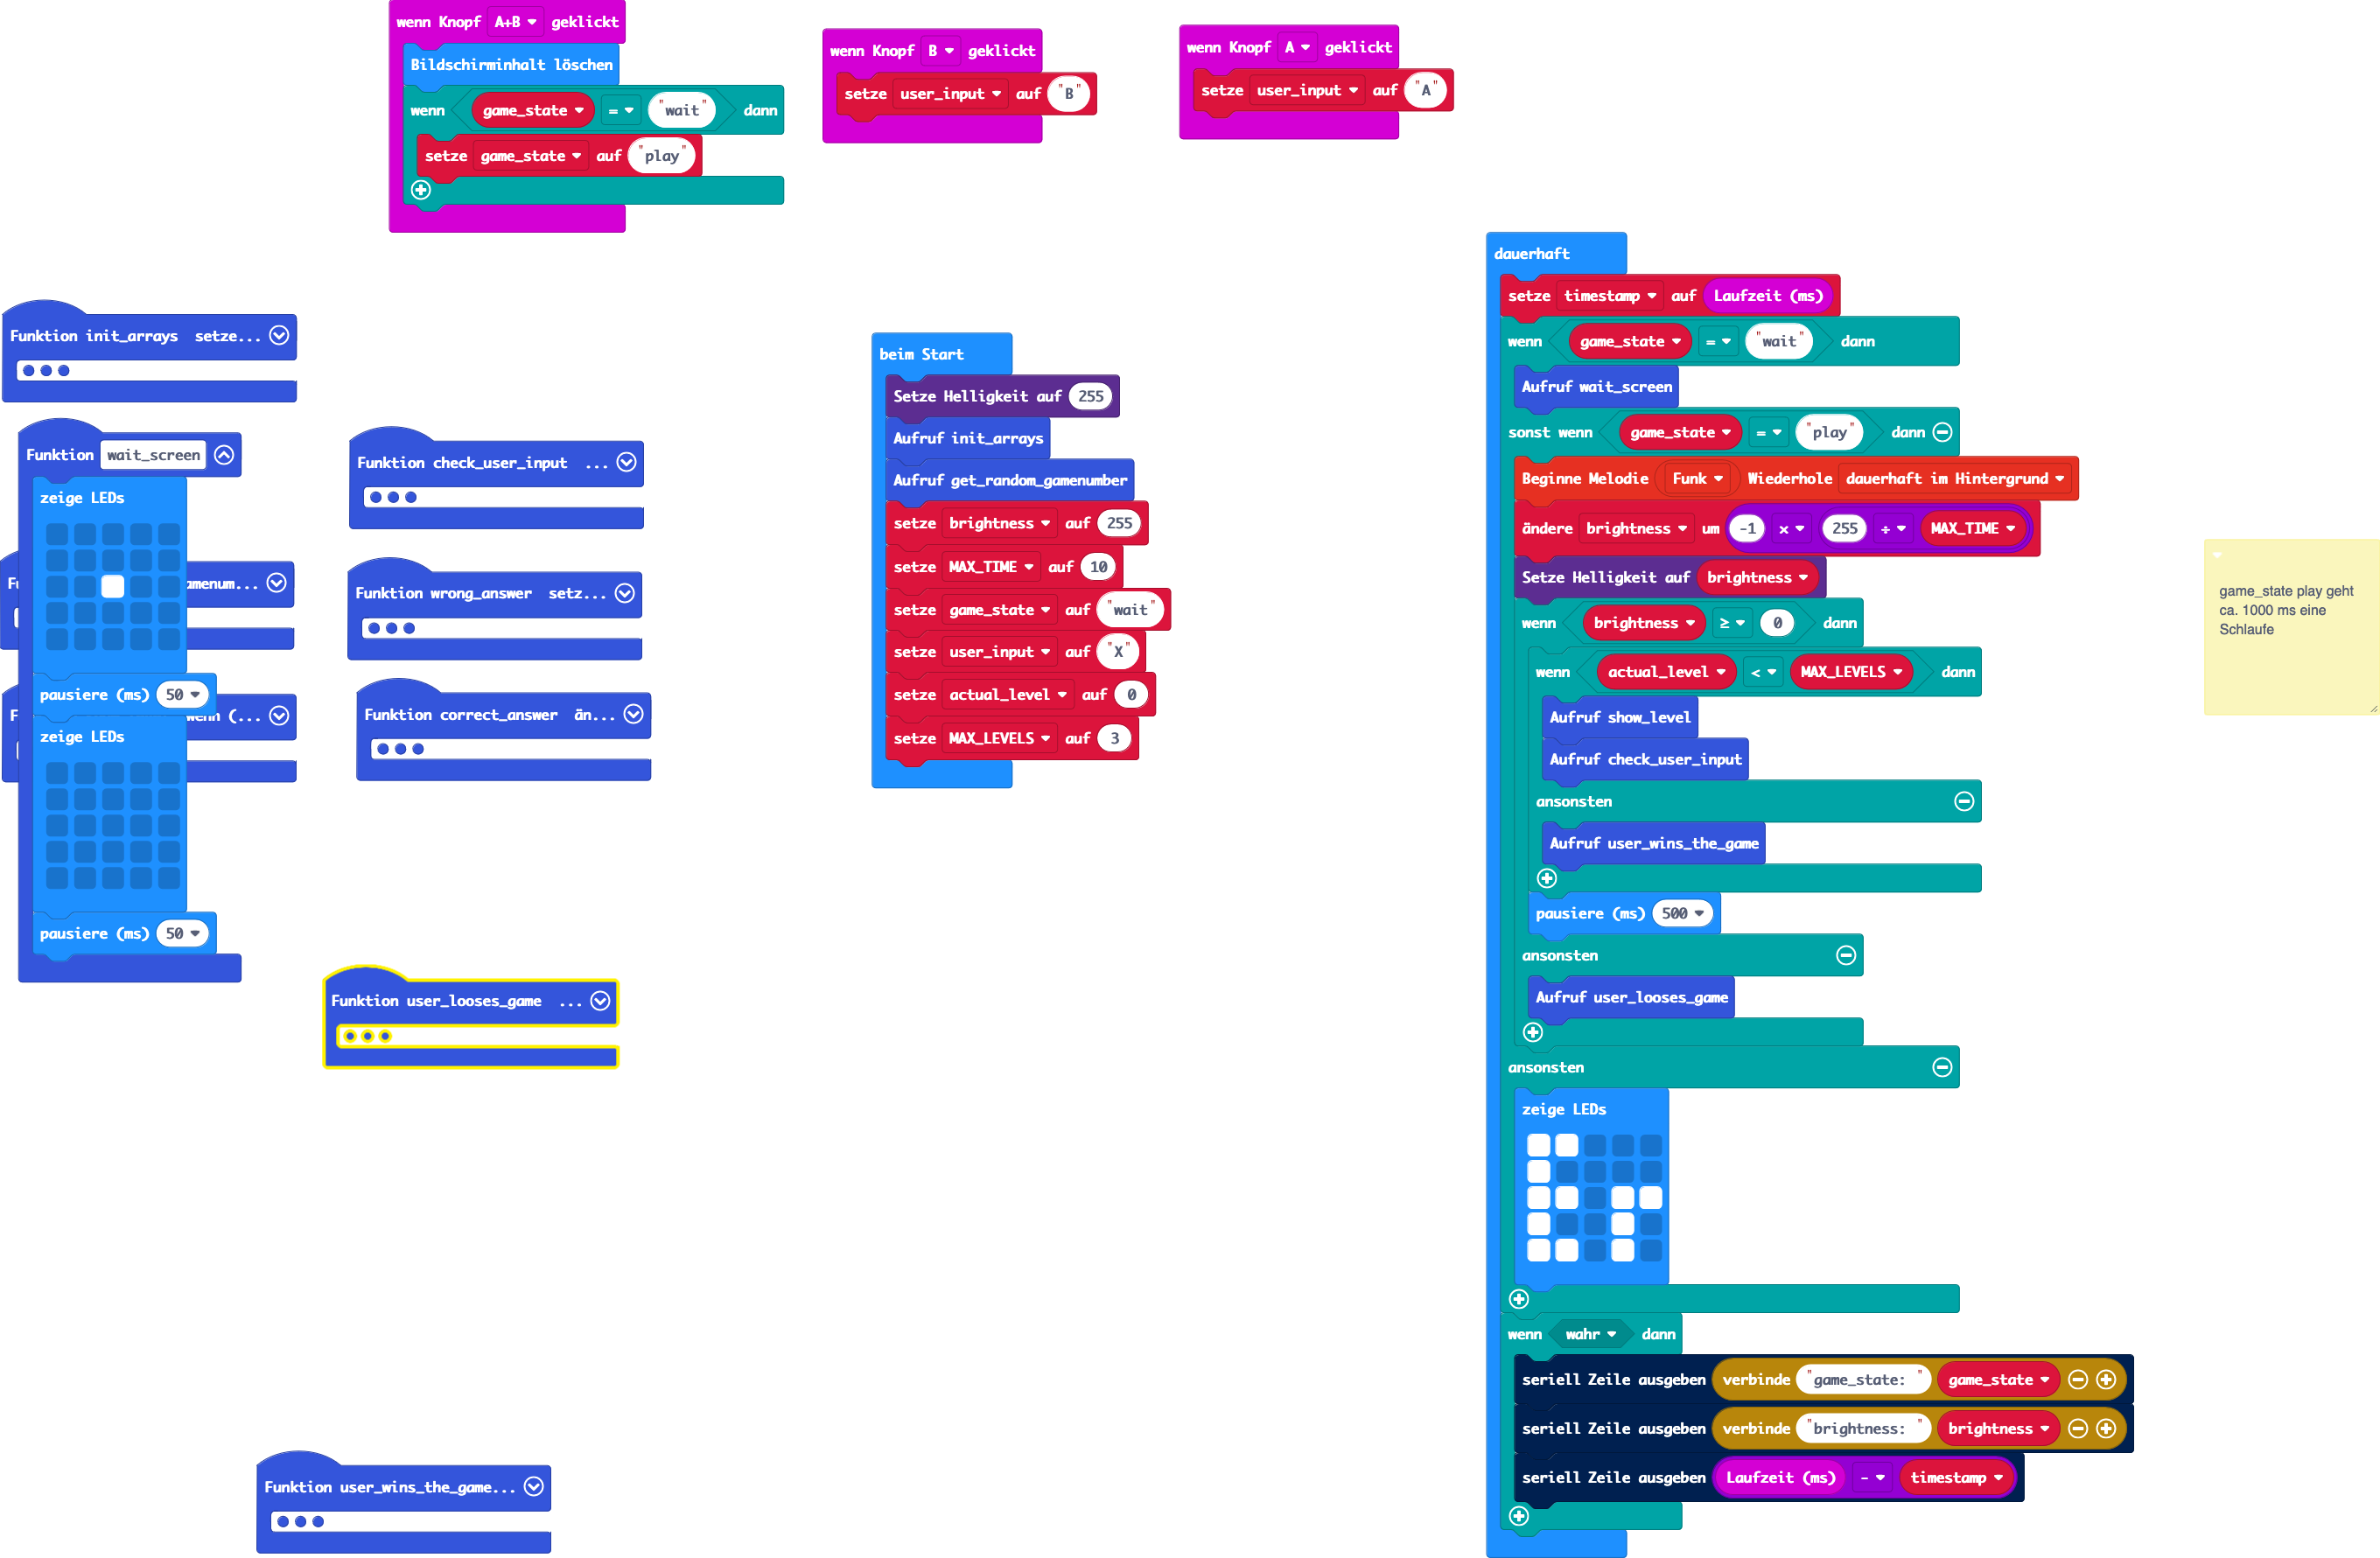 wenn Knopf A+B geklickt
Bildschirminhalt löschen
wenn game_state = "wait" dann
setze game_state auf "play"
wenn Knopf B geklickt
setze user_input auf "B"
wenn Knopf A geklickt
setze user_input auf "A"
Funktion init_arrays setze...
Funktion wait_screen
zeige LEDs
pausiere (ms) 50
zeige LEDs
pausiere (ms) 50
amenum...
wenn (...
Funktion check_user_input ...
Funktion wrong_answer setz...
Funktion correct_answer än...
Funktion user_looses_game ...
Funktion user_wins_the_game...
beim Start
Setze Helligkeit auf 255
Aufruf init_arrays
Aufruf get_random_gamenumber
setze brightness auf 255
setze MAX_TIME auf 10
setze game_state auf "wait"
setze user_input auf "X"
setze actual_level auf 0
setze MAX_LEVELS auf 3
dauerhaft
setze timestamp auf Laufzeit (ms)
wenn game_state = "wait" dann
Aufruf wait_screen
sonst wenn game_state = "play" dann
Beginne Melodie Funk Wiederhole dauerhaft im Hintergrund
ändere brightness um -1 × 255 ÷ MAX_TIME
Setze Helligkeit auf brightness
wenn brightness ≥ 0 dann
wenn actual_level < MAX_LEVELS dann
Aufruf show_level
Aufruf check_user_input
ansonsten
Aufruf user_wins_the_game
pausiere (ms) 500
ansonsten
Aufruf user_looses_game
ansonsten
zeige LEDs
wenn wahr dann
seriell Zeile ausgeben verbinde "game_state: " game_state
seriell Zeile ausgeben verbinde "brightness: " brightness
seriell Zeile ausgeben Laufzeit (ms) - timestamp
game_state play geht
ca. 1000 ms eine
Schlaufe